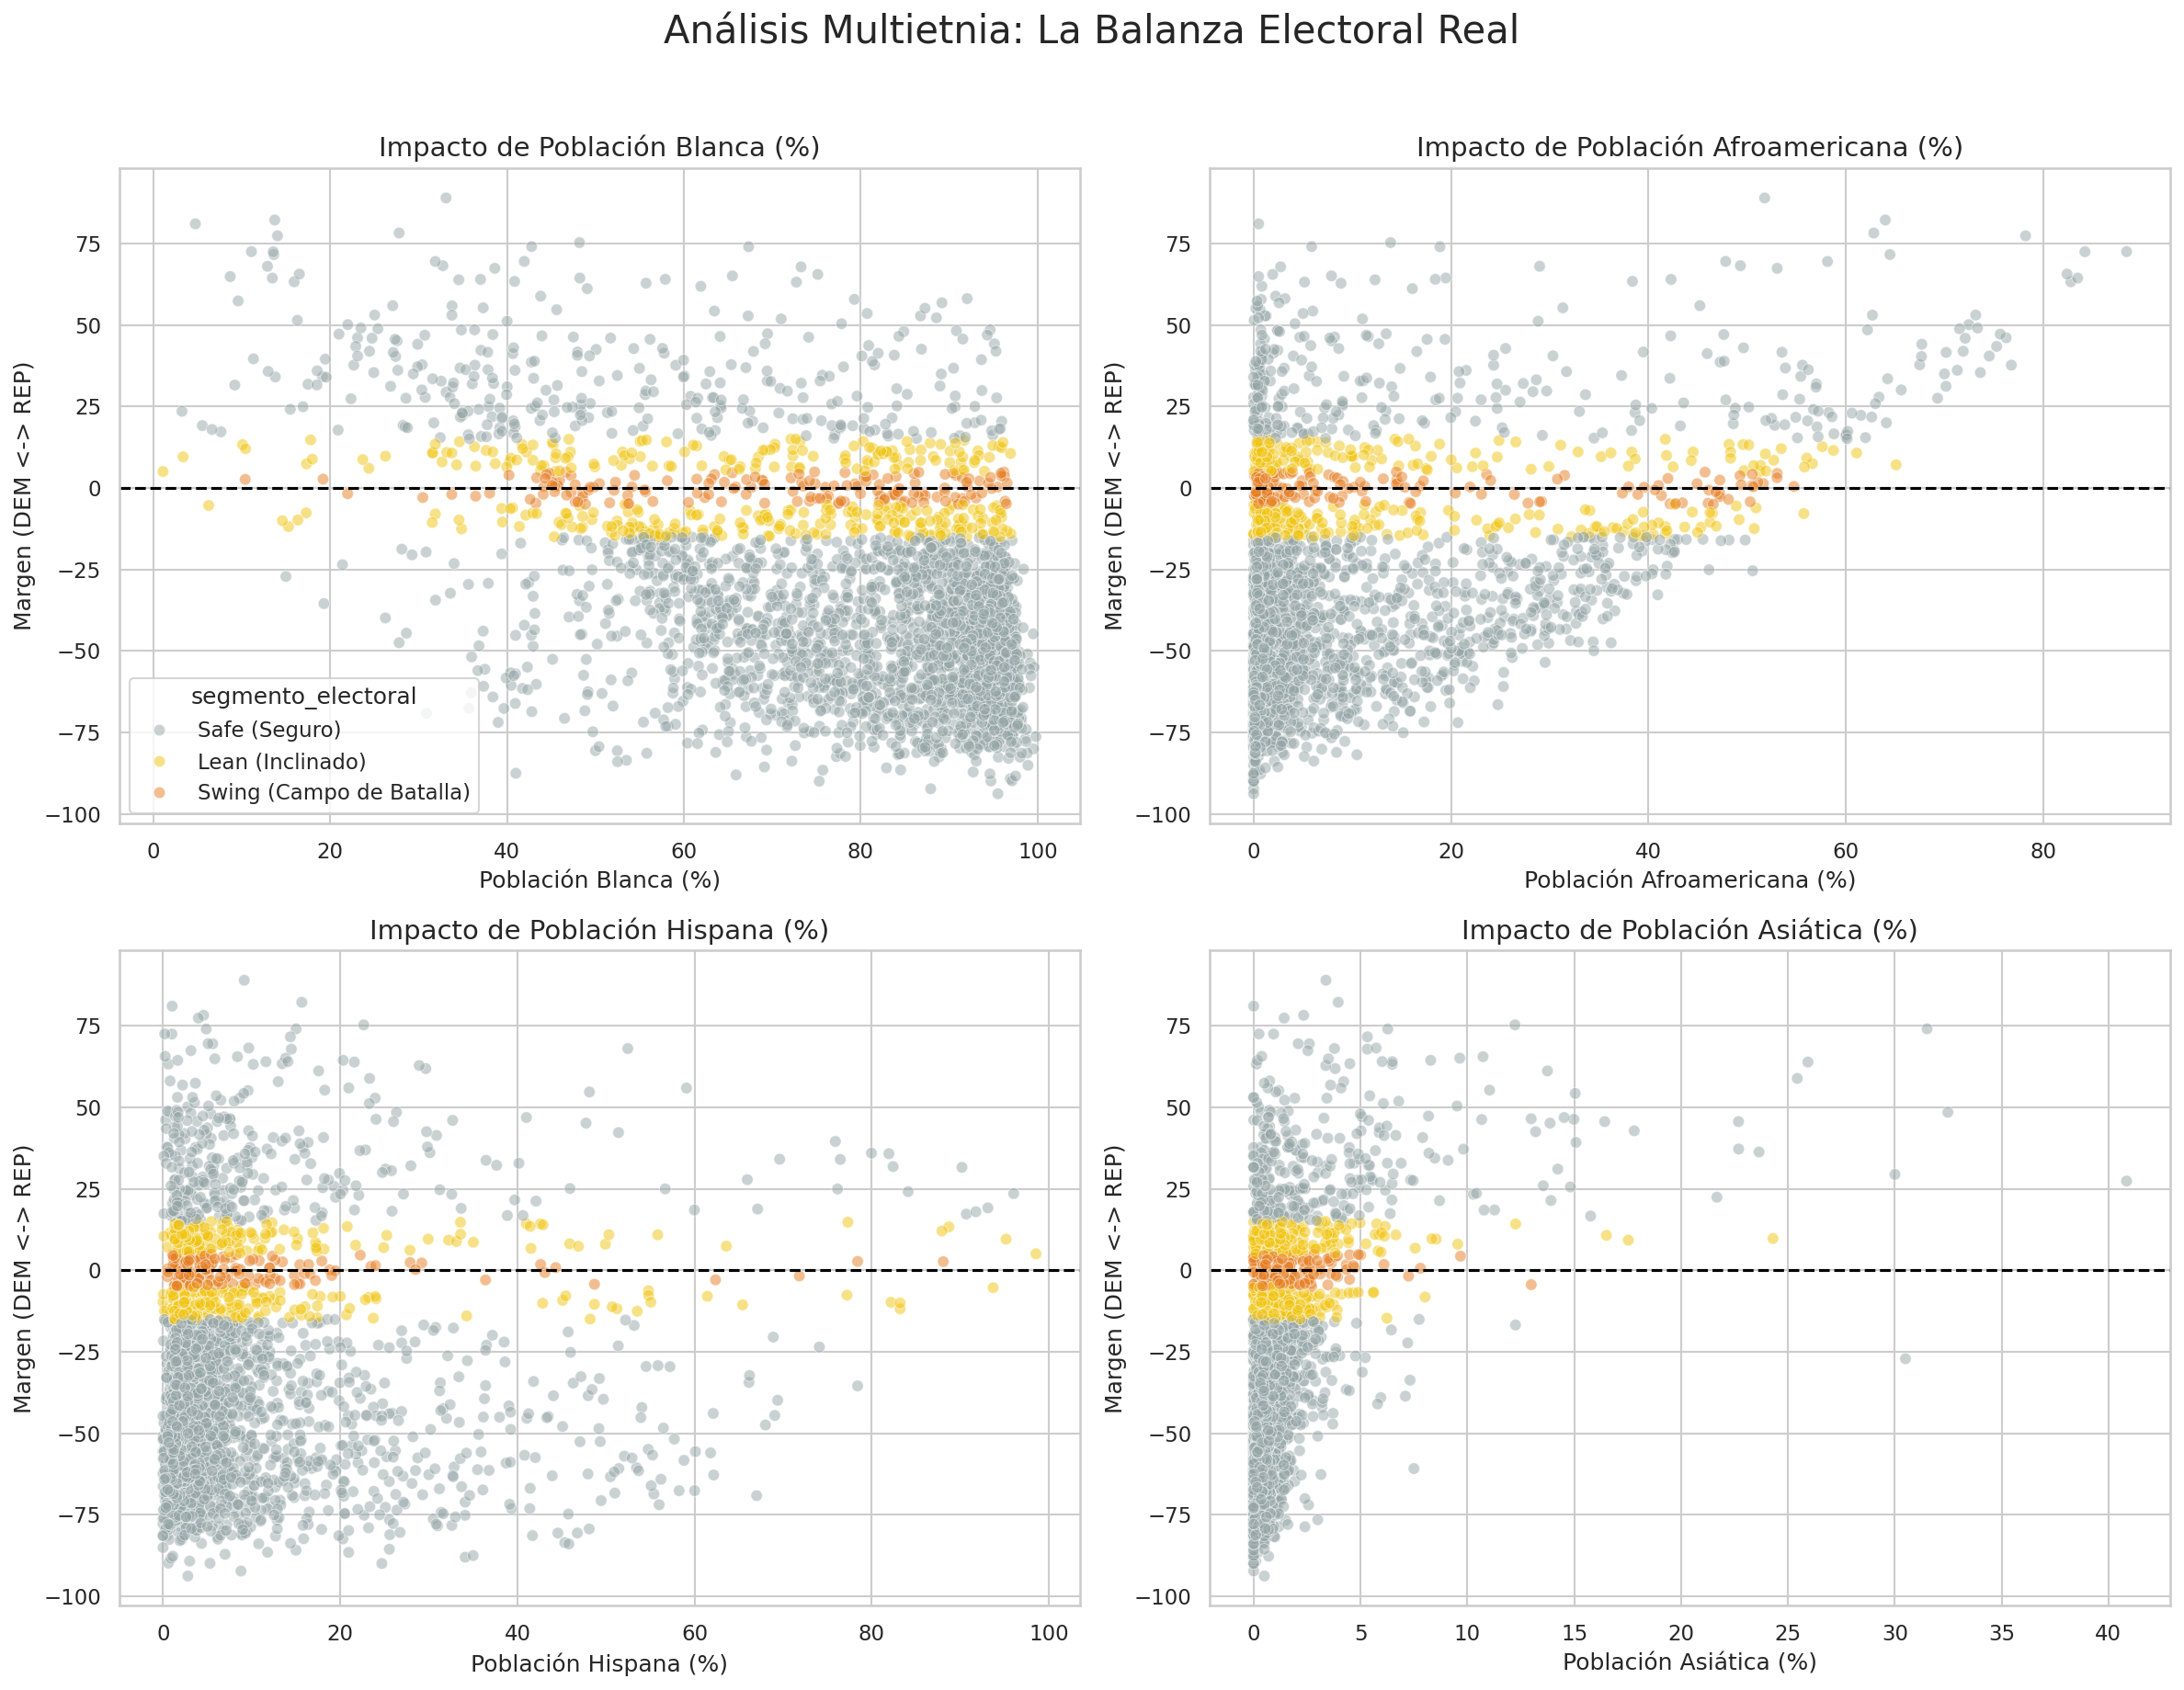 Análisis Multietnia: La Balanza Electoral Real
Impacto de Población Blanca (%)
Margen (DEM <-> REP)
75
50
25
0
−25
−50
−75
−100
segmento_electoral
Safe (Seguro)
Lean (Inclinado)
Swing (Campo de Batalla)
0 20 40 60 80 100
Población Blanca (%)
Impacto de Población Afroamericana (%)
Margen (DEM <-> REP)
75
50
25
0
−25
−50
−75
−100
0 20 40 60 80
Población Afroamericana (%)
Impacto de Población Hispana (%)
Margen (DEM <-> REP)
75
50
25
0
−25
−50
−75
−100
0 20 40 60 80 100
Población Hispana (%)
Impacto de Población Asiática (%)
Margen (DEM <-> REP)
75
50
25
0
−25
−50
−75
−100
0 5 10 15 20 25 30 35 40
Población Asiática (%)